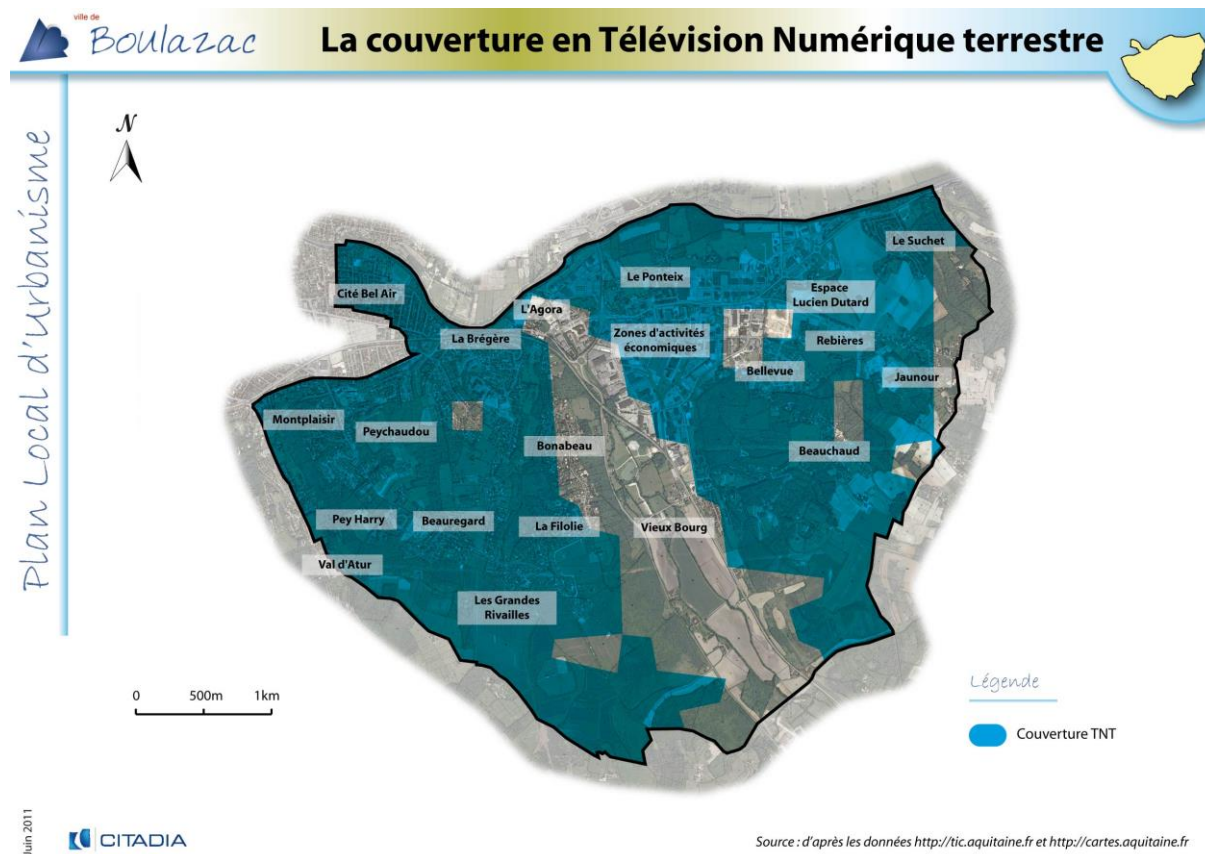 ville de
Boulazac
La couverture en Télévision Numérique terrestre
Plan Local d'Urbanisme
N
Le Suchet
Le Ponteix
Cité Bel Air
Espace
Lucien Dutard
L'Agora
La Brégère
Zones d'activités
économiques
Rebières
Bellevue
Jaunour
Montplaisir
Peychaudou
Bonabeau
Beauchaud
Pey Harry
Beauregard
La Filolie
Vieux Bourg
Val d'Atur
Les Grandes
Rivailles
0 500m 1km
Légende
Couverture TNT
Juin 2011
CITADIA
Source : d'après les données http://tic.aquitaine.fr et http://cartes.aquitaine.fr